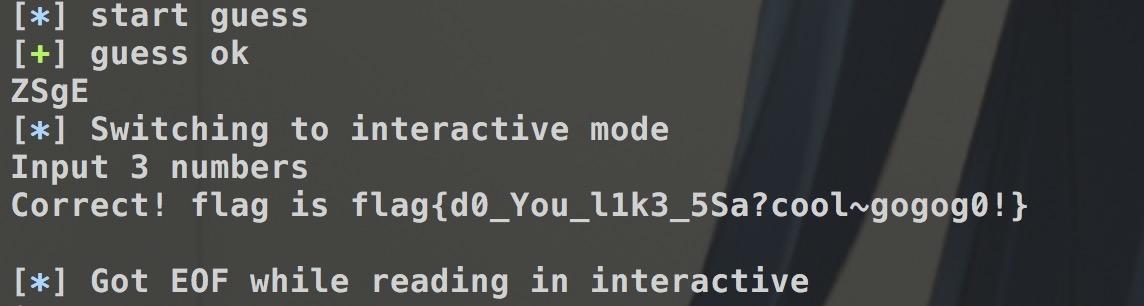 [*] start guess
[+] guess ok
ZSgE
[*] Switching to interactive mode
Input 3 numbers
Correct! flag is flag{d0_You_l1k3_5Sa?cool~gogog0!}
[*] Got EOF while reading in interactive